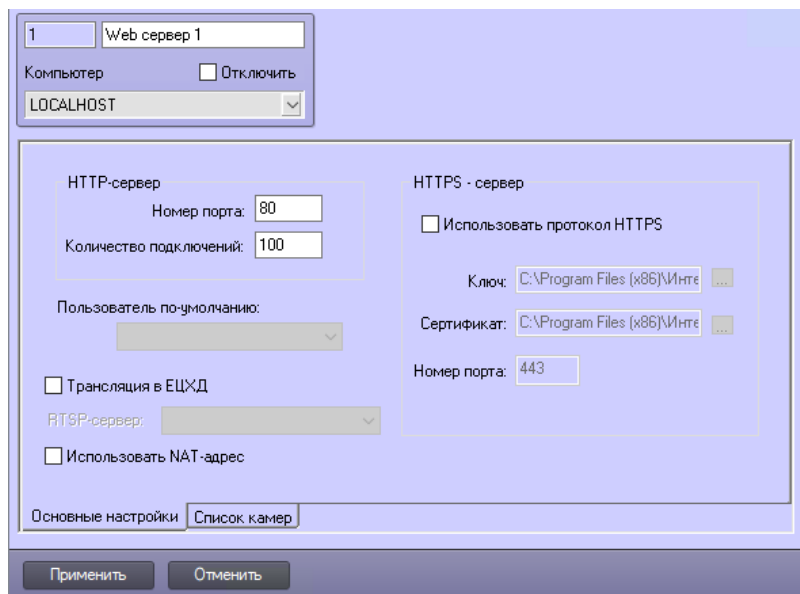 1
Web сервер 1
Компьютер
Отключить
LOCALHOST
HTTP-сервер
Номер порта: 80
Количество подключений: 100
Пользователь по-умолчанию:
Трансляция в ЕЦХД
RTSP-сервер:
Использовать NAT-адрес
HTTPS - сервер
Использовать протокол HTTPS
Ключ: C:\Program Files (x86)\Инте ...
Сертификат: C:\Program Files (x86)\Инте ...
Номер порта: 443
Основные настройки Список камер
Применить Отменить